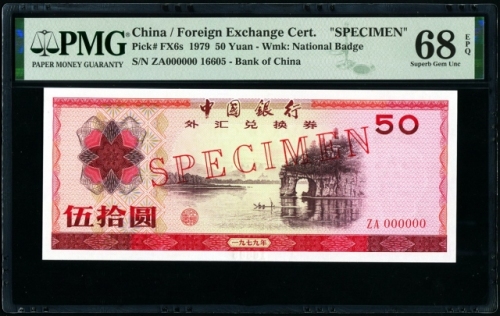 PMG
PAPER MONEY GUARANTY
China / Foreign Exchange Cert. "SPECIMEN"
Pick# FX6s 1979 50 Yuan - Wmk: National Badge
S/N ZA000000 16605 - Bank of China
68 EPQ
Superb Gem Unc
中国银行
外汇兑换券
50
SPECIMEN
伍拾圆
ZA 000000
一九七九年